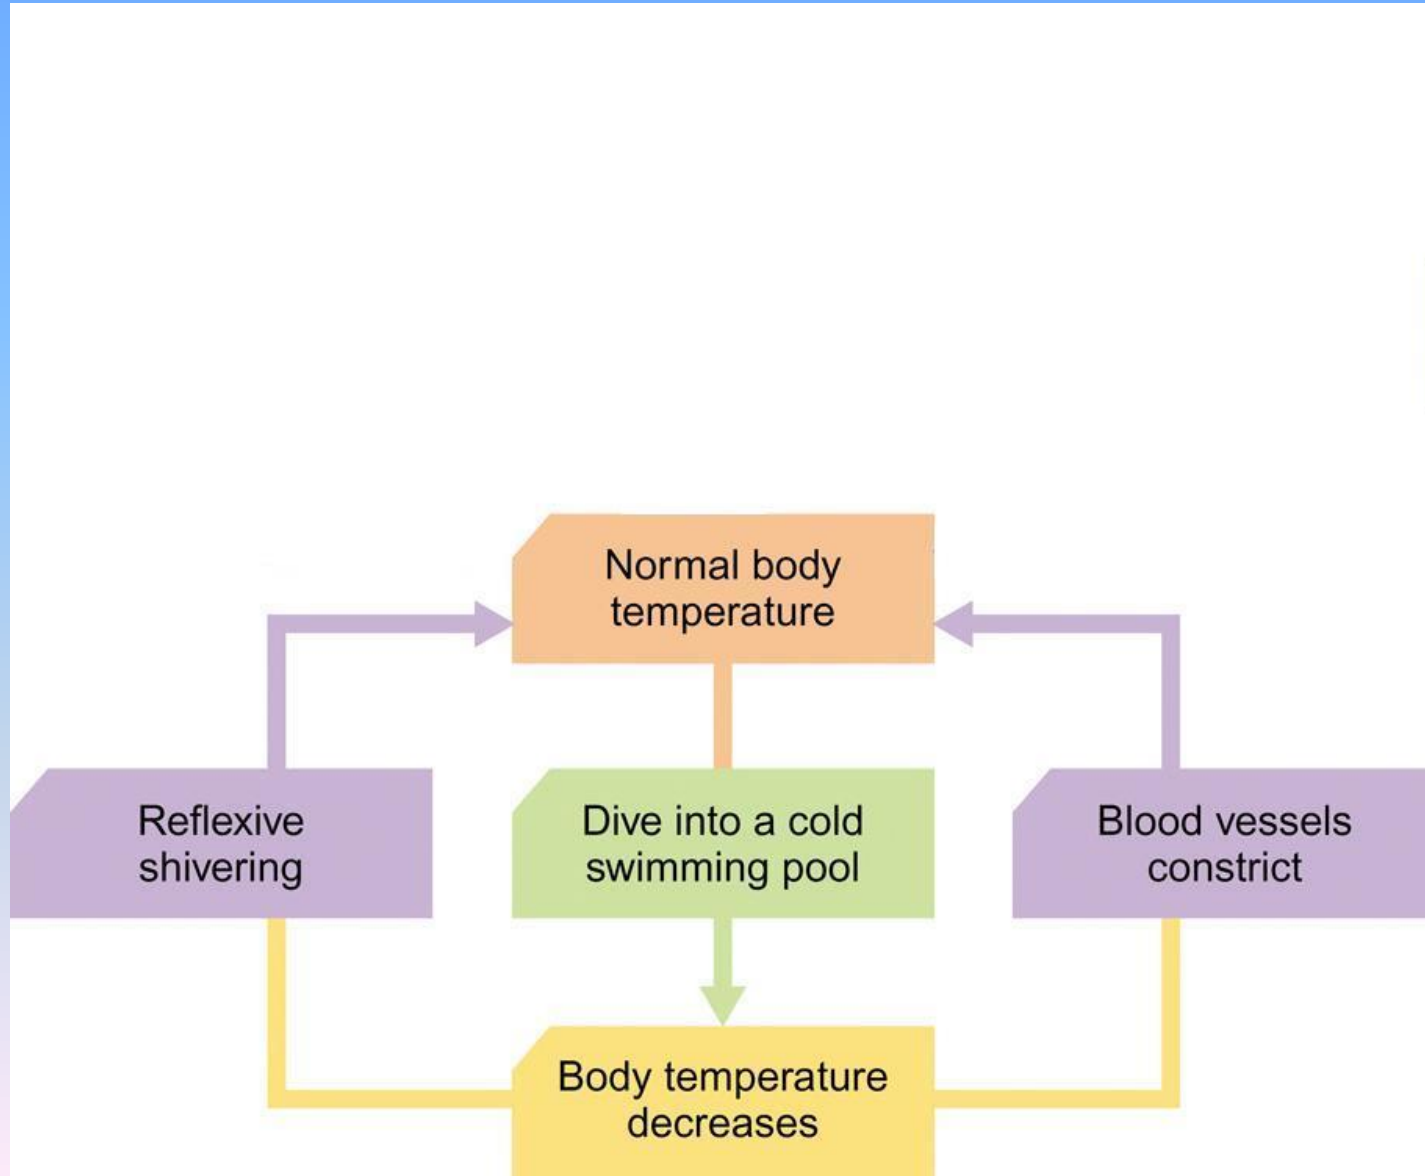 Normal body
temperature
Reflexive
shivering
Dive into a cold
swimming pool
Blood vessels
constrict
Body temperature
decreases